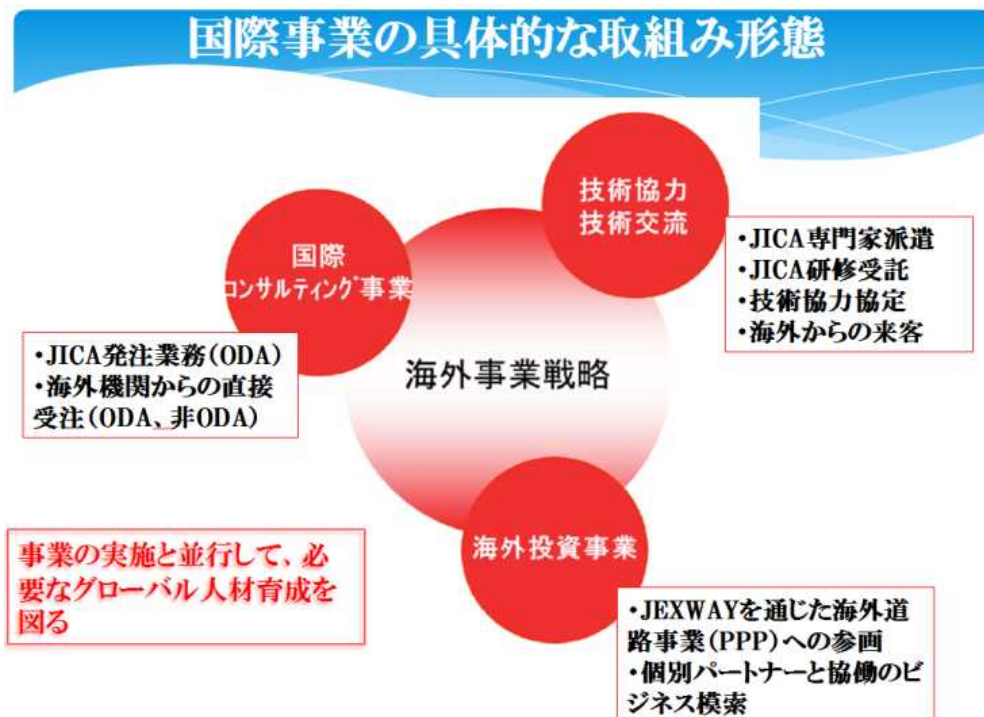 国際事業の具体的な取組み形態
技術協力
技術交流
・JICA専門家派遣
・JICA研修受託
・技術協力協定
・海外からの来客
国際
コンサルティング事業
・JICA発注業務(ODA)
・海外機関からの直接
受注(ODA、非ODA)
海外事業戦略
海外投資事業
・JEXWAYを通じた海外道
路事業(PPP)への参画
・個別パートナーと協働のビ
ジネス模索
事業の実施と並行して、必
要なグローバル人材育成を
図る